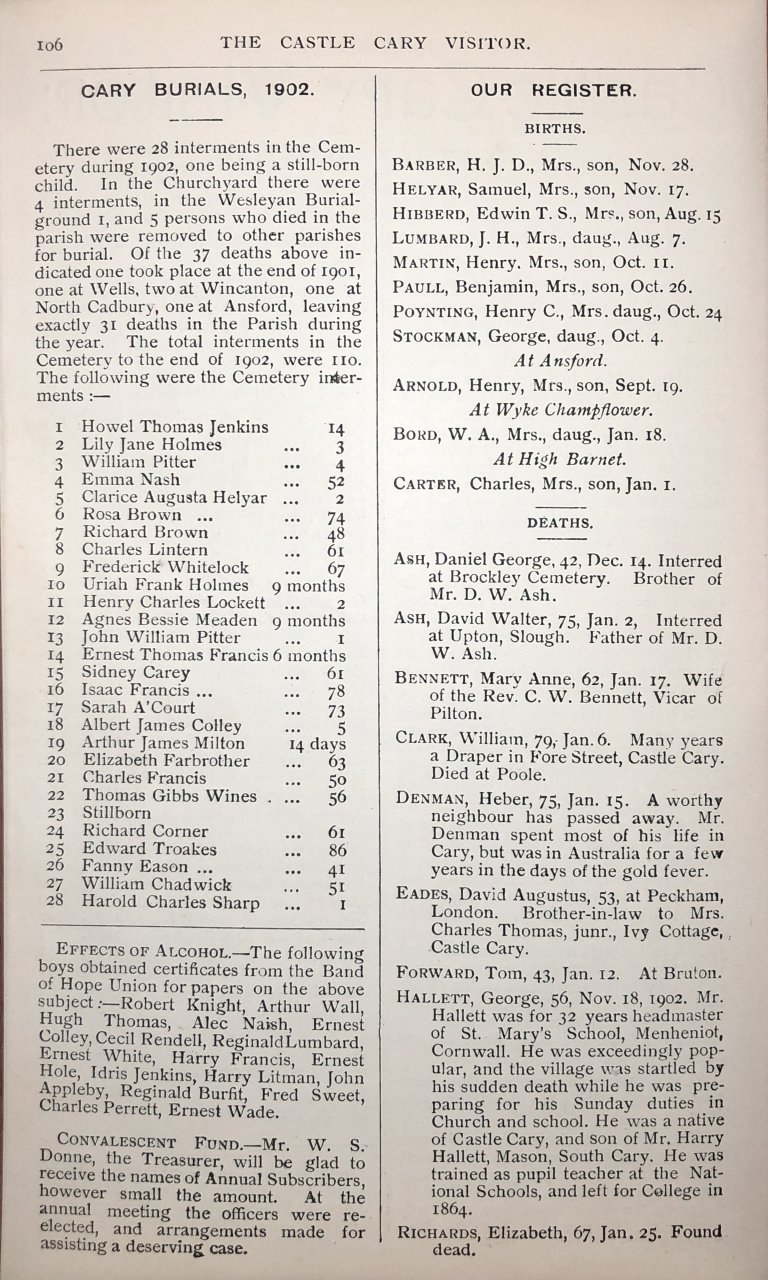 106
THE CASTLE CARY VISITOR.
CARY BURIALS, 1902.
There were 28 interments in the Cem-
etery during 1902, one being a still-born
child. In the Churchyard there were
4 interments, in the Wesleyan Burial-
ground 1, and 5 persons who died in the
parish were removed to other parishes
for burial. Of the 37 deaths above in-
dicated one took place at the end of 1901,
one at Wells, two at Wincanton, one at
North Cadbury, one at Ansford, leaving
exactly 31 deaths in the Parish during
the year. The total interments in the
Cemetery to the end of 1902, were 110.
The following were the Cemetery inter-
ments :—
1 Howel Thomas Jenkins 14
2 Lily Jane Holmes ... 3
3 William Pitter ... 4
4 Emma Nash ... 52
5 Clarice Augusta Helyar ... 2
6 Rosa Brown ... ... 74
7 Richard Brown ... 48
8 Charles Lintern ... 61
9 Frederick Whitelock ... 67
10 Uriah Frank Holmes 9 months
11 Henry Charles Lockett ... 2
12 Agnes Bessie Meaden 9 months
13 John William Pitter ... 1
14 Ernest Thomas Francis 6 months
15 Sidney Carey ... 61
16 Isaac Francis ... ... 78
17 Sarah A'Court ... 73
18 Albert James Colley ... 5
19 Arthur James Milton 14 days
20 Elizabeth Farbrother ... 63
21 Charles Francis ... 50
22 Thomas Gibbs Wines . ... 56
23 Stillborn
24 Richard Corner ... 61
25 Edward Troakes ... 86
26 Fanny Eason ... ... 41
27 William Chadwick ... 51
28 Harold Charles Sharp ... 1
EFFECTS OF ALCOHOL.—The following
boys obtained certificates from the Band
of Hope Union for papers on the above
subject:—Robert Knight, Arthur Wall,
Hugh Thomas, Alec Naish, Ernest
Colley, Cecil Rendell, Reginald Lumbard,
Ernest White, Harry Francis, Ernest
Hole, Idris Jenkins, Harry Litman, John
Appleby, Reginald Burfit, Fred Sweet,
Charles Perrett, Ernest Wade.
CONVALESCENT FUND.—Mr. W. S.
Donne, the Treasurer, will be glad to
receive the names of Annual Subscribers,
however small the amount. At the
annual meeting the officers were re-
elected, and arrangements made for
assisting a deserving case.
OUR REGISTER.
BIRTHS.
BARBER, H. J. D., Mrs., son, Nov. 28.
HELYAR, Samuel, Mrs., son, Nov. 17.
HIBBERD, Edwin T. S., Mrs., son, Aug. 15
LUMBARD, J. H., Mrs., daug., Aug. 7.
MARTIN, Henry. Mrs., son, Oct. 11.
PAULL, Benjamin, Mrs., son, Oct. 26.
POYNTING, Henry C., Mrs. daug., Oct. 24
STOCKMAN, George, daug., Oct. 4.
At Ansford.
ARNOLD, Henry, Mrs., son, Sept. 19.
At Wyke Champflower.
BORD, W. A., Mrs., daug., Jan. 18.
At High Barnet.
CARTER, Charles, Mrs., son, Jan. 1.
DEATHS.
ASH, Daniel George, 42, Dec. 14. Interred
at Brockley Cemetery. Brother of
Mr. D. W. Ash.
ASH, David Walter, 75, Jan. 2, Interred
at Upton, Slough. Father of Mr. D.
W. Ash.
BENNETT, Mary Anne, 62, Jan. 17. Wife
of the Rev. C. W. Bennett, Vicar of
Pilton.
CLARK, William, 79, Jan. 6. Many years
a Draper in Fore Street, Castle Cary.
Died at Poole.
DENMAN, Heber, 75, Jan. 15. A worthy
neighbour has passed away. Mr.
Denman spent most of his life in
Cary, but was in Australia for a few
years in the days of the gold fever.
EADES, David Augustus, 53, at Peckham,
London. Brother-in-law to Mrs.
Charles Thomas, junr., Ivy Cottage,
Castle Cary.
FORWARD, Tom, 43, Jan. 12. At Bruton.
HALLETT, George, 56, Nov. 18, 1902. Mr.
Hallett was for 32 years headmaster
of St. Mary's School, Menheniot,
Cornwall. He was exceedingly pop-
ular, and the village was startled by
his sudden death while he was pre-
paring for his Sunday duties in
Church and school. He was a native
of Castle Cary, and son of Mr. Harry
Hallett, Mason, South Cary. He was
trained as pupil teacher at the Nat-
ional Schools, and left for College in
1864.
RICHARDS, Elizabeth, 67, Jan. 25. Found
dead.